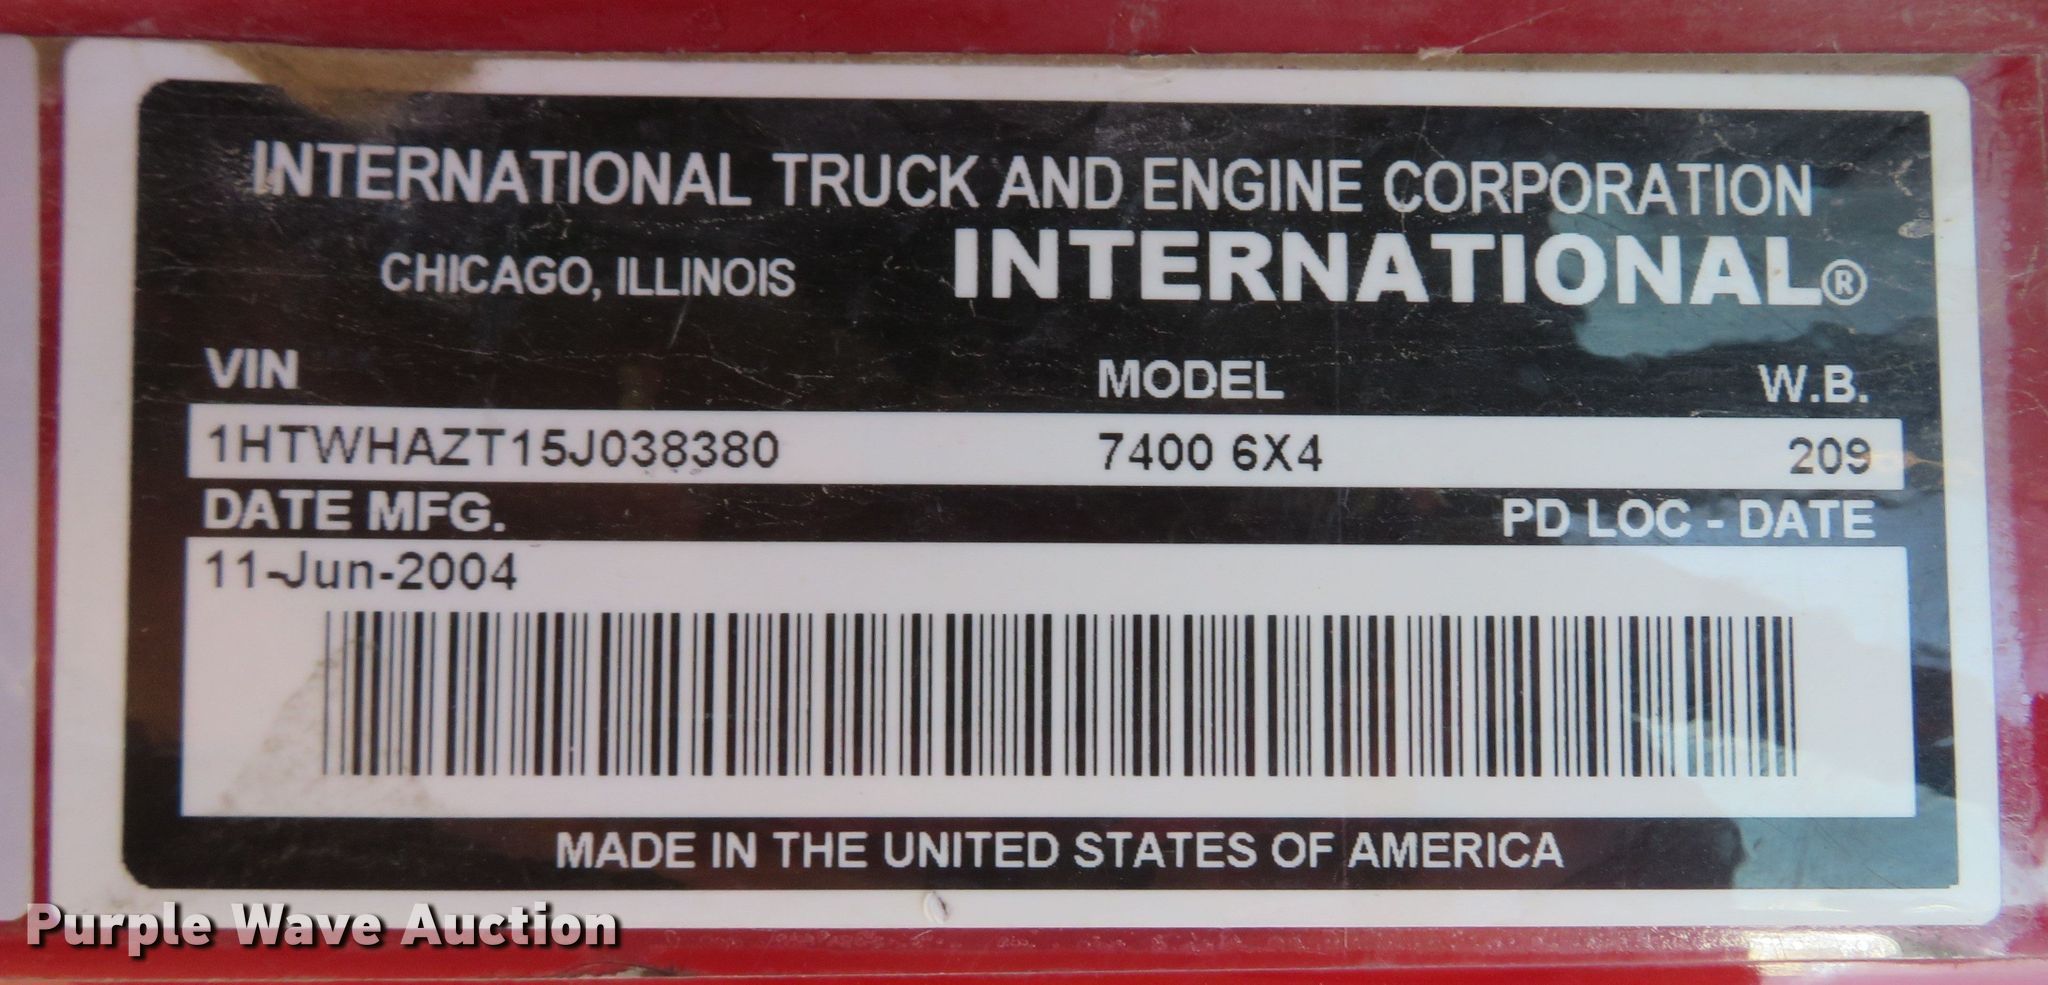 INTERNATIONAL TRUCK AND ENGINE CORPORATION
CHICAGO, ILLINOIS INTERNATIONAL®
VIN MODEL W.B.
1HTWHAZT15J038380 7400 6X4 209
DATE MFG. PD LOC - DATE
11-Jun-2004
MADE IN THE UNITED STATES OF AMERICA
Purple Wave Auction